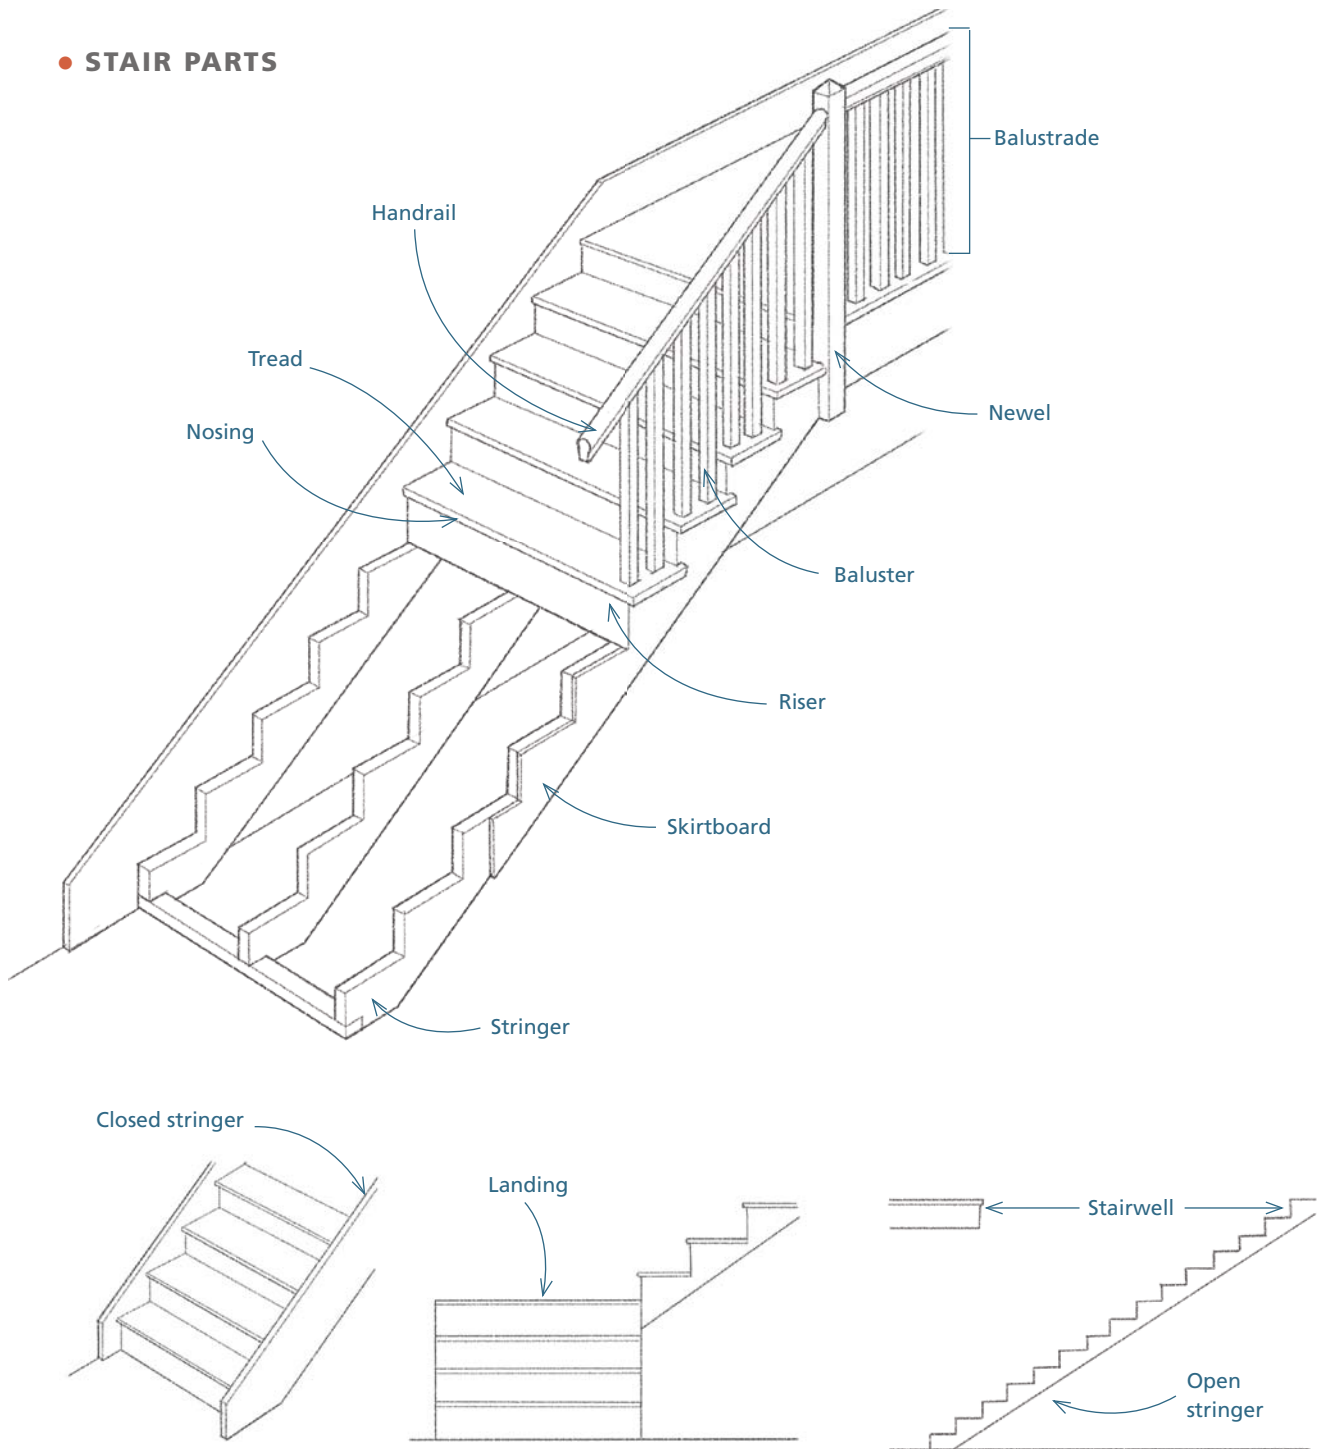 • STAIR PARTS
Balustrade
Handrail
Tread
Newel
Nosing
Baluster
Riser
Skirtboard
Stringer
Closed stringer
Landing
Stairwell
Open
stringer